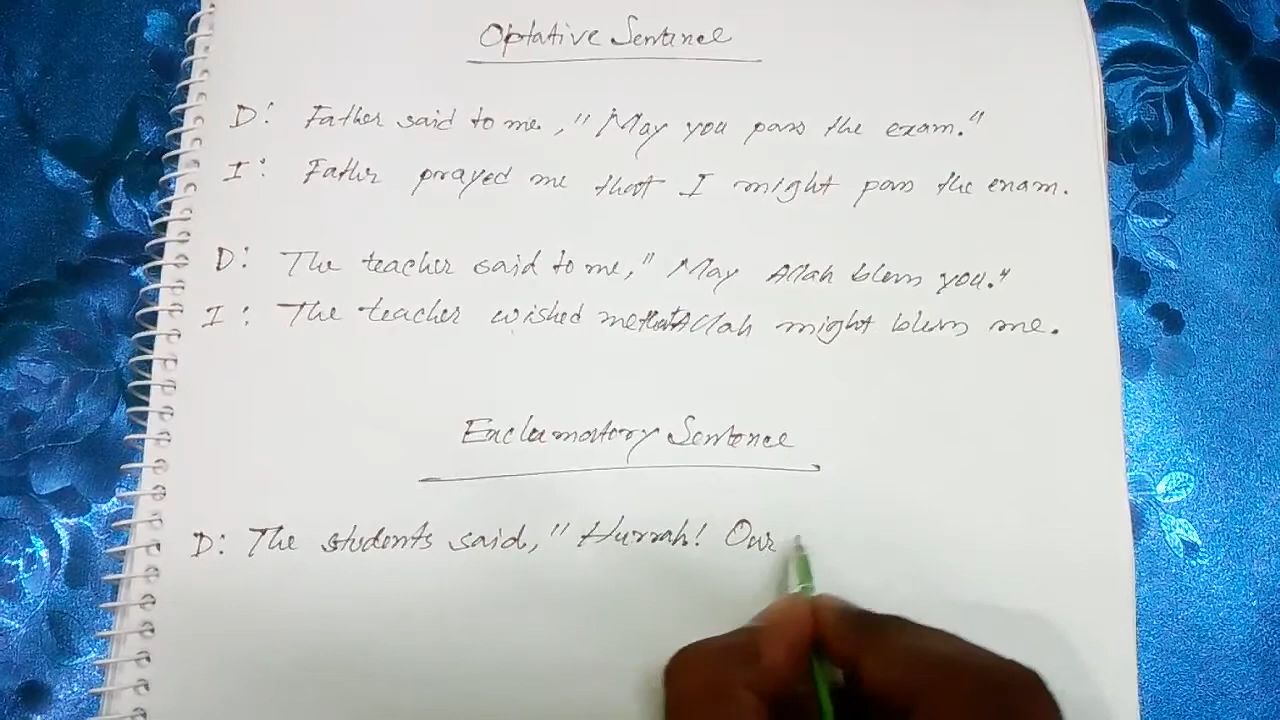 Optative Sentence
D: Father said to me, "May you pass the exam."
I: Father prayed me that I might pass the exam.
D: The teacher said to me, "May Allah bless you."
I: The teacher wished me that Allah might bless me.
Exclamatory Sentence
D: The students said, "Hurrah! Our